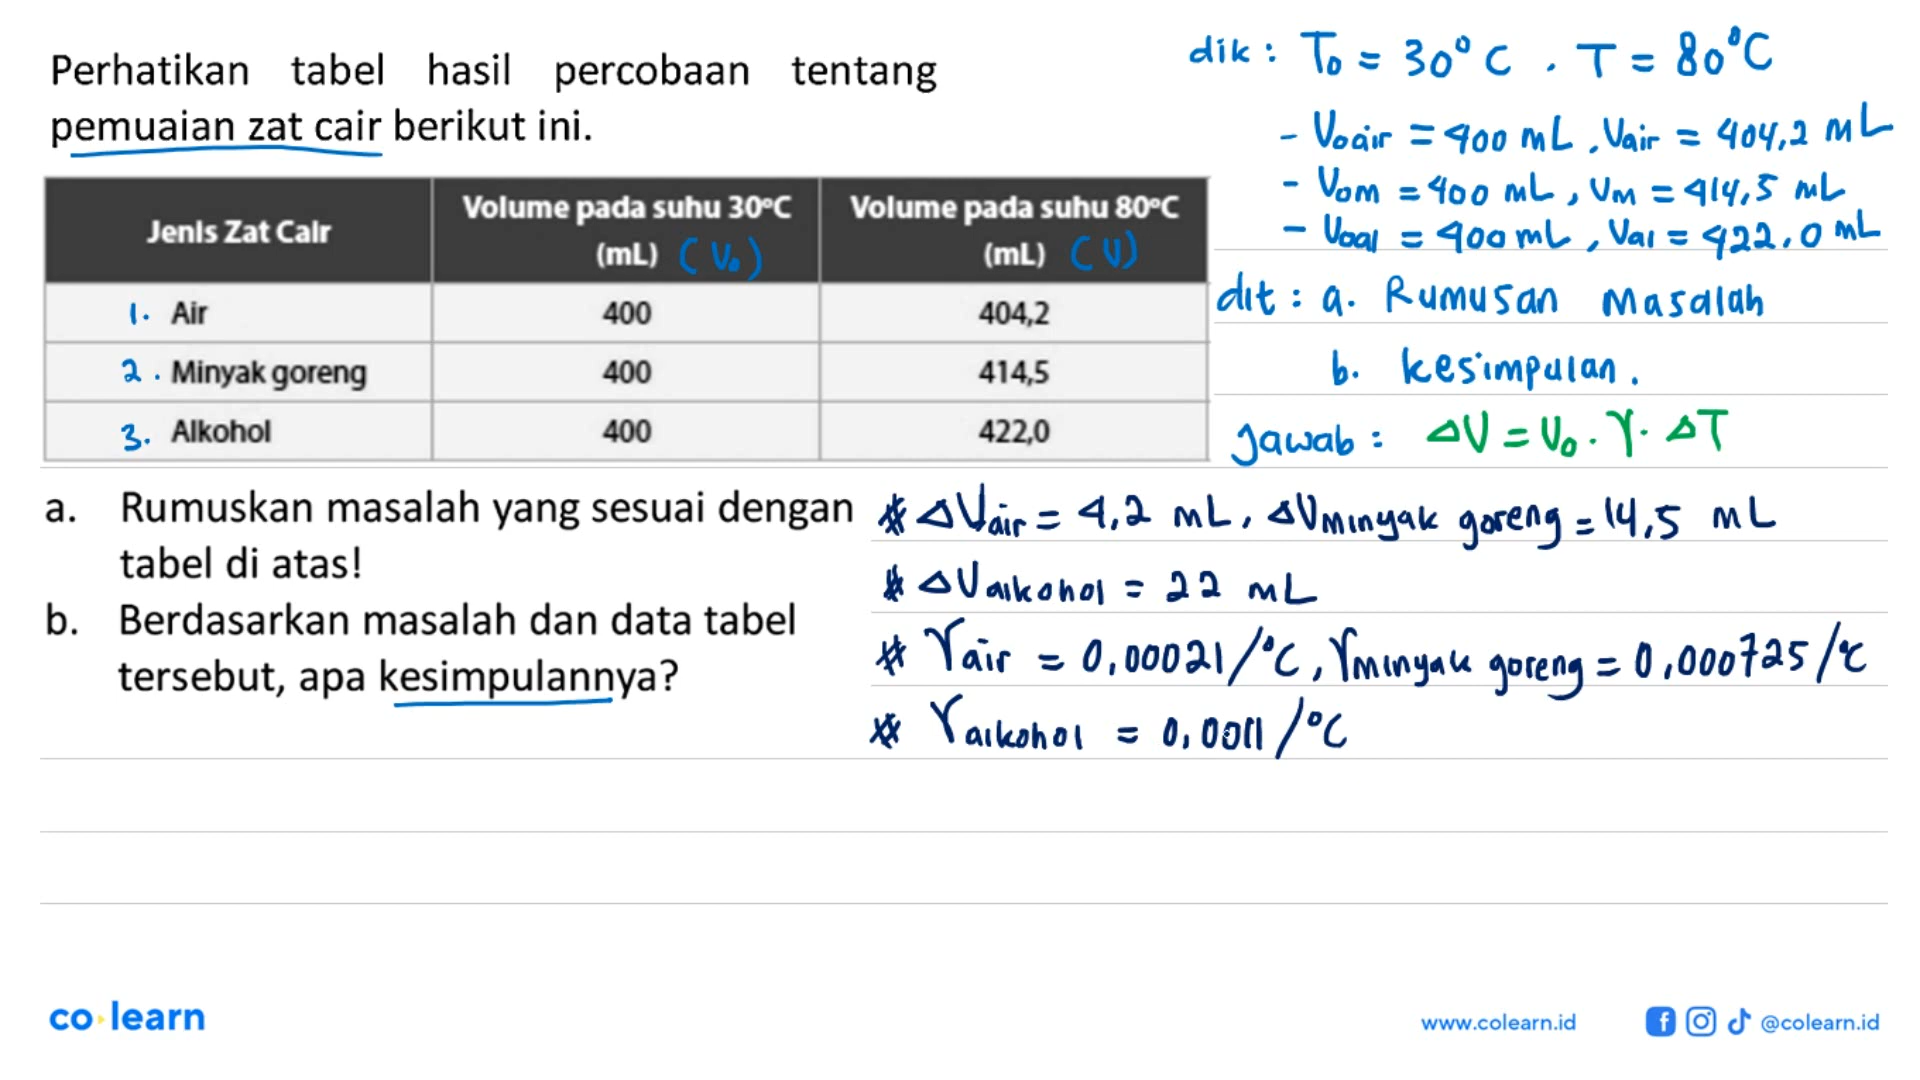 Perhatikan tabel hasil percobaan tentang
pemuaian zat cair berikut ini.
Jenis Zat Cair Volume pada suhu 30°C (mL) (V₀) Volume pada suhu 80°C (mL) (V)
1. Air 400 404,2
2. Minyak goreng 400 414,5
3. Alkohol 400 422,0
a. Rumuskan masalah yang sesuai dengan
tabel di atas!
b. Berdasarkan masalah dan data tabel
tersebut, apa kesimpulannya?
dik : T₀ = 30°C . T = 80°C
- V₀air = 400 mL, Vair = 404,2 mL
- V₀m = 400 mL, Vm = 414,5 mL
- V₀al = 400 mL, Val = 422,0 mL
dit : a. Rumusan masalah
b. kesimpulan.
Jawab : ΔV = V₀ . γ . ΔT
* ΔVair = 4,2 mL, ΔVminyak goreng = 14,5 mL
* ΔValkohol = 22 mL
* γair = 0,00021/°C, γminyak goreng = 0,000725/°C
* γalkohol = 0,0011/°C
co learn
www.colearn.id
@colearn.id